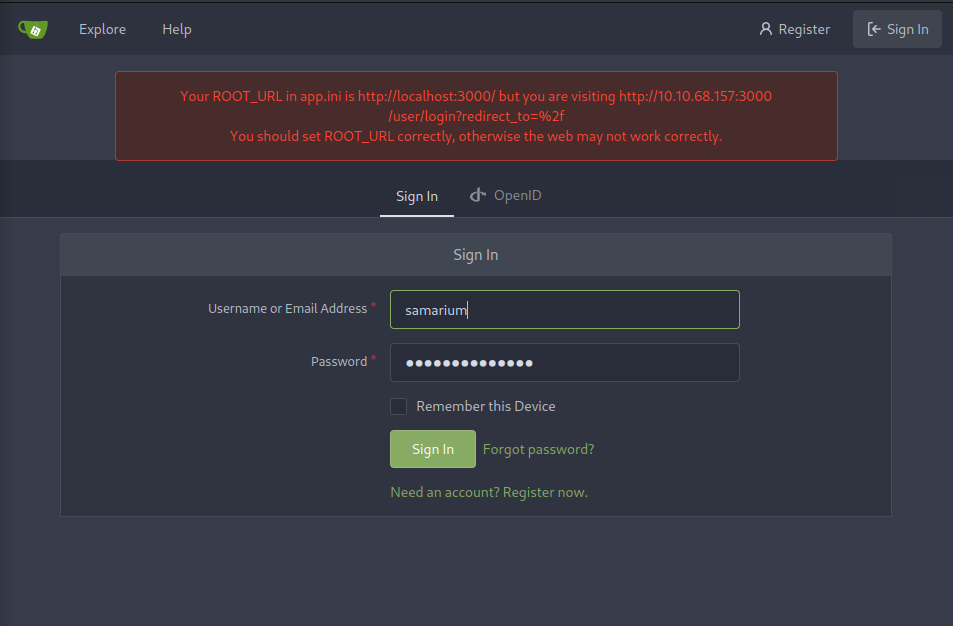 Explore Help Register Sign In
Your ROOT_URL in app.ini is http://localhost:3000/ but you are visiting http://10.10.68.157:3000
/user/login?redirect_to=%2f
You should set ROOT_URL correctly, otherwise the web may not work correctly.
Sign In OpenID
Sign In
Username or Email Address * samarium
Password * ●●●●●●●●●●●●●●
Remember this Device
Sign In Forgot password?
Need an account? Register now.